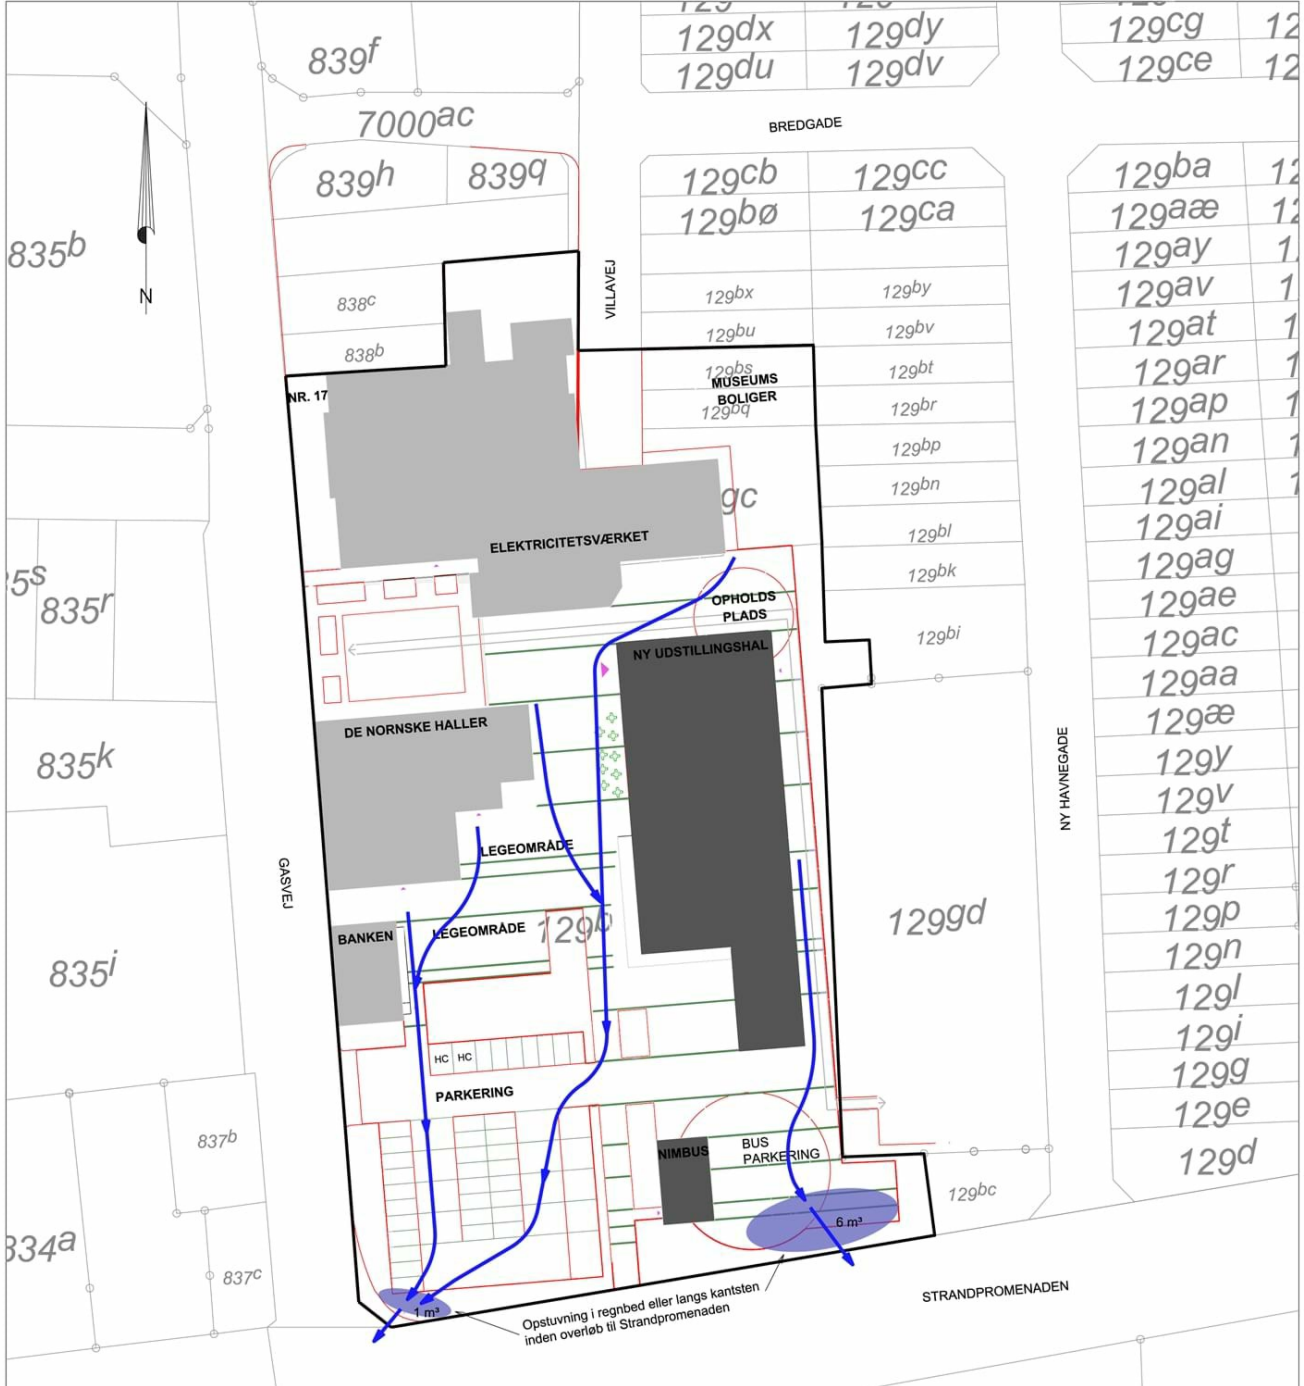 129dx 129dy 129cg
129du 129dv 129ce
839f
7000ac
BREDGADE
839h 839q 129cb 129cc 129ba
129bø 129ca 129aæ
835b
129ay
N
VILLAVEJ
838c
129bx 129by 129av
838b
129bu 129bv 129at
129bs 129bt 129ar
NR. 17
MUSEUMS
BOLIGER
129bq 129br 129ap
129bp 129an
gc
129bn 129al
ELEKTRICITETSVÆRKET
129bl 129ai
129bk 129ag
5s 835r
OPHOLDS
PLADS
129ae
129bi 129ac
NY UDSTILLINGSHAL
129aa
DE NORNSKE HALLER
129æ
835k
NY HAVNEGADE
129y
129v
129t
LEGEOMRÅDE
GASVEJ
129r
LEGEOMRÅDE
129b
129gd
129p
BANKEN
835i
129n
129l
129i
HC HC
129g
PARKERING
129e
837b
BUS
PARKERING
NIMBUS
129d
129bc
834a
6 m³
837c
STRANDPROMENADEN
1 m³
Opstuvning i regnbed eller langs kantsten
inden overløb til Strandpromenaden